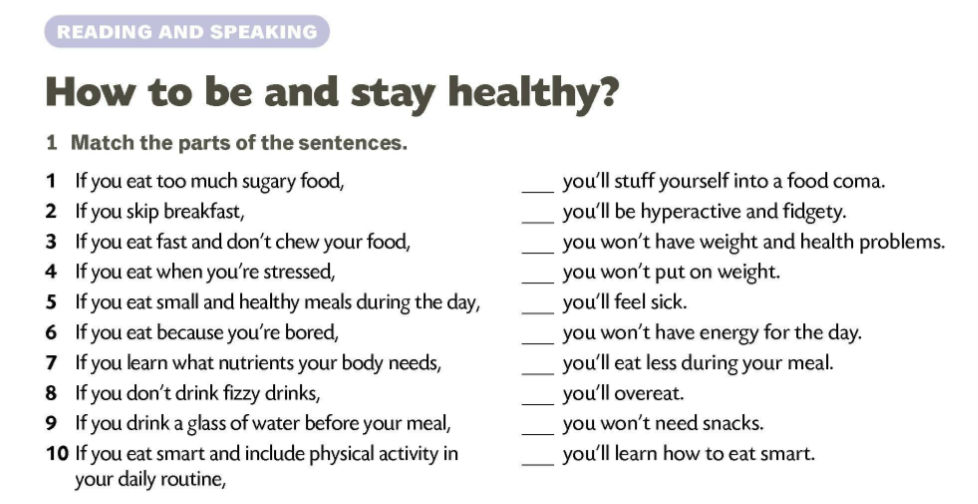 READING AND SPEAKING
How to be and stay healthy?
1 Match the parts of the sentences.
1 If you eat too much sugary food, ___ you'll stuff yourself into a food coma.
2 If you skip breakfast, ___ you'll be hyperactive and fidgety.
3 If you eat fast and don't chew your food, ___ you won't have weight and health problems.
4 If you eat when you're stressed, ___ you won't put on weight.
5 If you eat small and healthy meals during the day, ___ you'll feel sick.
6 If you eat because you're bored, ___ you won't have energy for the day.
7 If you learn what nutrients your body needs, ___ you'll eat less during your meal.
8 If you don't drink fizzy drinks, ___ you'll overeat.
9 If you drink a glass of water before your meal, ___ you won't need snacks.
10 If you eat smart and include physical activity in ___ you'll learn how to eat smart.
your daily routine,